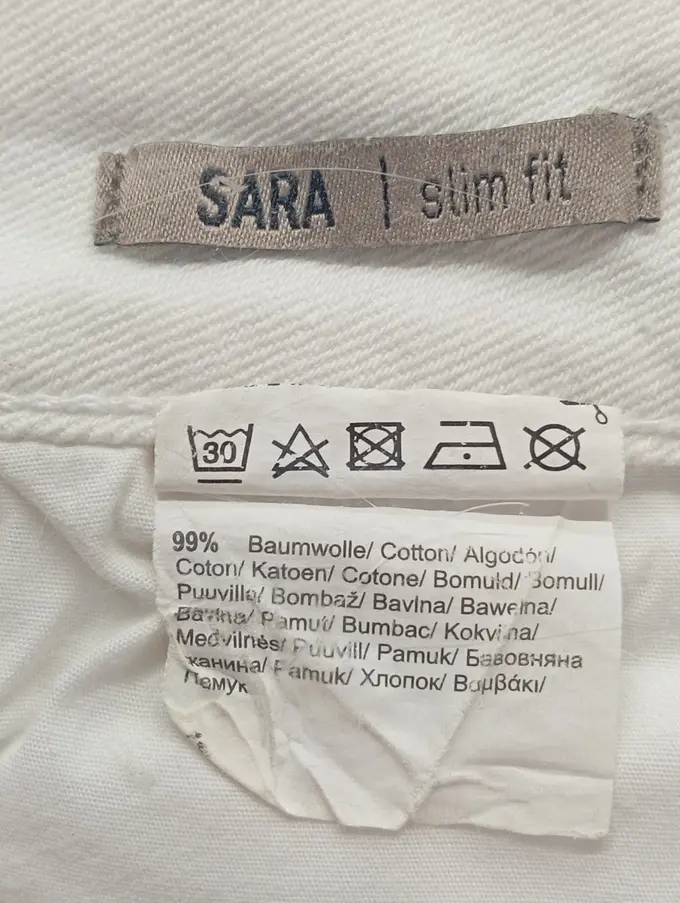 SARA | slim fit
30
99% Baumwolle/ Cotton/ Algodón/
Coton/ Katoen/ Cotone/ Bomuld/ Bomull/
Puuvilla/ Bombaž/ Bavlna/ Bawełna/
Bavlna/ Pamut/ Bumbac/ Kokvilna/
Medvilnės/ Puuvill/ Pamuk/ Бавовняна
тканина/ Pamuk/ Хлопок/ Βαμβάκι/
Памук